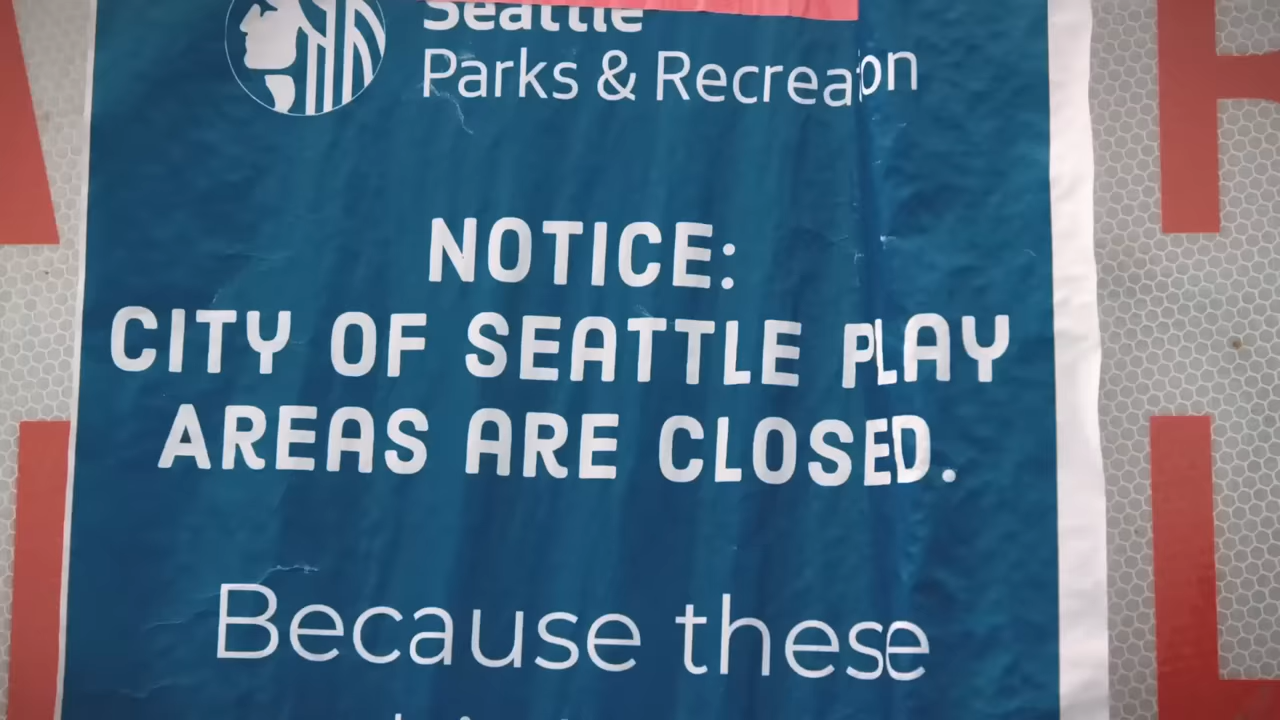 Seattle
Parks & Recreation
NOTICE:
CITY OF SEATTLE PLAY
AREAS ARE CLOSED.
Because these